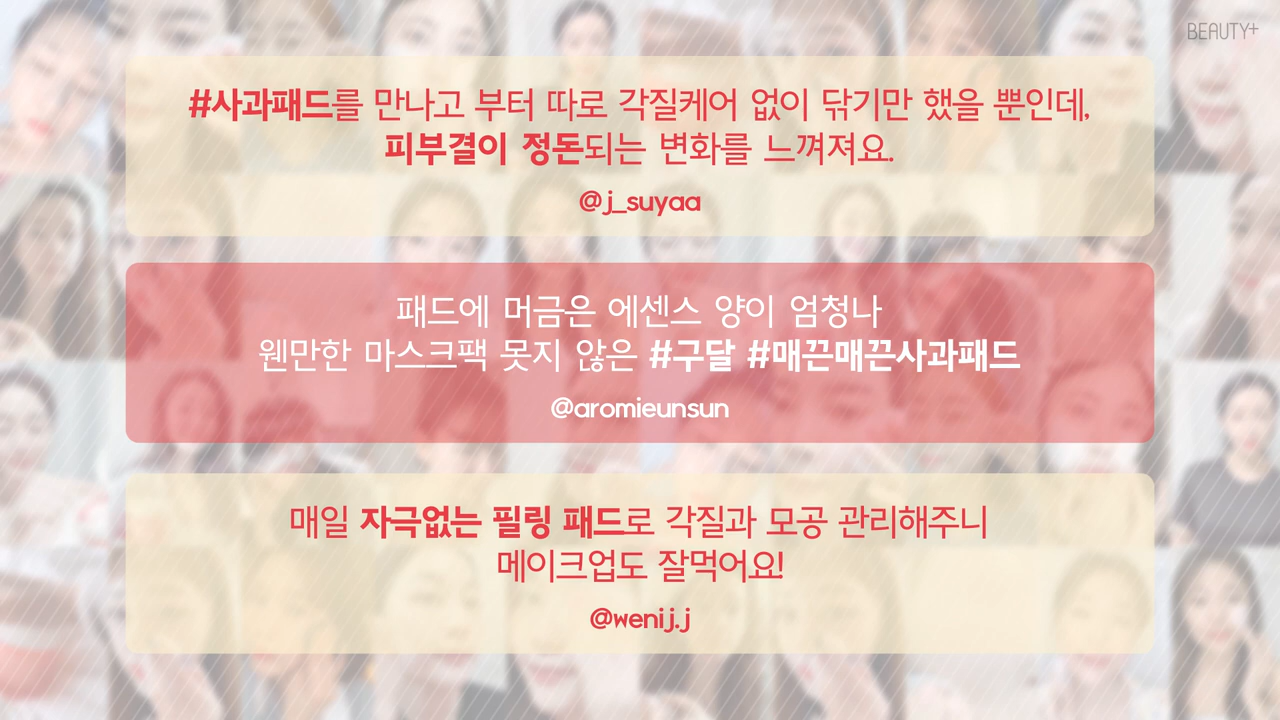 BEAUTY+
#사과패드를 만나고 부터 따로 각질케어 없이 닦기만 했을 뿐인데,
피부결이 정돈되는 변화를 느껴져요.
@j_suyaa
패드에 머금은 에센스 양이 엄청나
웬만한 마스크팩 못지 않은 #구달 #매끈매끈사과패드
@aromieunsun
매일 자극없는 필링 패드로 각질과 모공 관리해주니
메이크업도 잘먹어요!
@wenij.j